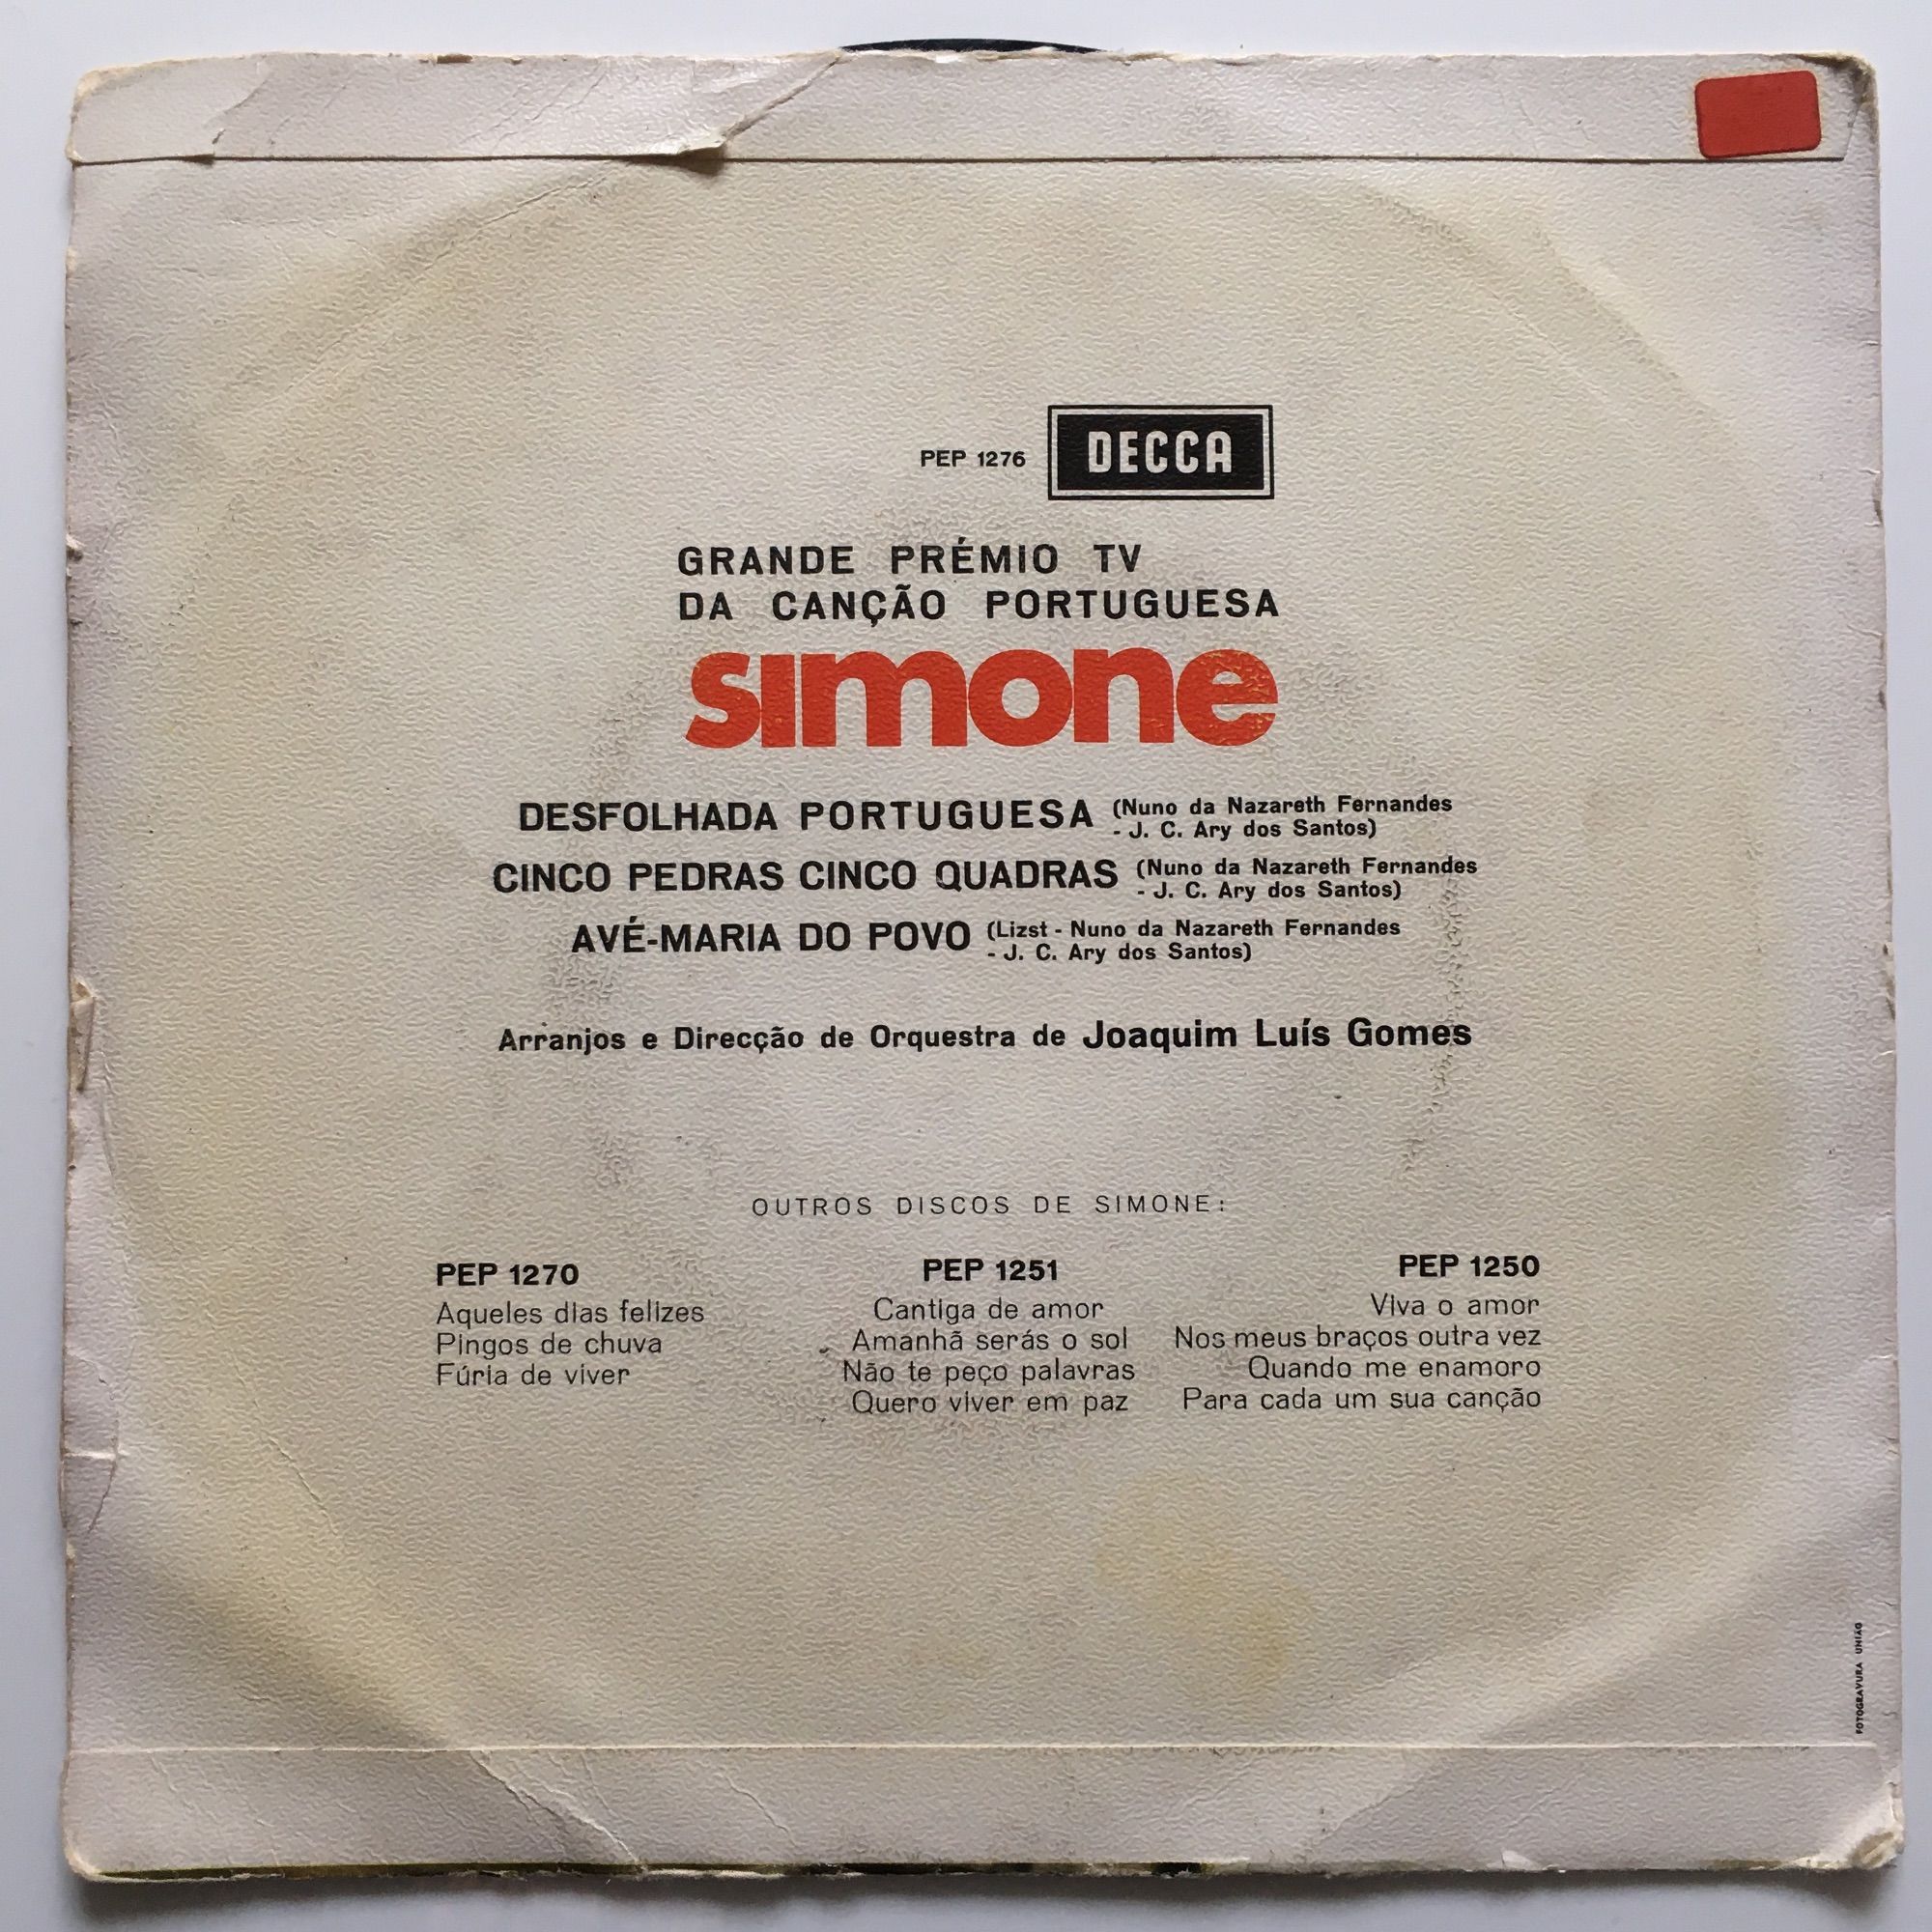 PEP 1276 DECCA
GRANDE PRÉMIO TV
DA CANÇÃO PORTUGUESA
simone
DESFOLHADA PORTUGUESA (Nuno da Nazareth Fernandes
- J. C. Ary dos Santos)
CINCO PEDRAS CINCO QUADRAS (Nuno da Nazareth Fernandes
- J. C. Ary dos Santos)
AVÉ-MARIA DO POVO (Lizst - Nuno da Nazareth Fernandes
- J. C. Ary dos Santos)
Arranjos e Direcção de Orquestra de Joaquim Luís Gomes
OUTROS DISCOS DE SIMONE:
PEP 1270
Aqueles dias felizes
Pingos de chuva
Fúria de viver
PEP 1251
Cantiga de amor
Amanhã serás o sol
Não te peço palavras
Quero viver em paz
PEP 1250
Viva o amor
Nos meus braços outra vez
Quando me enamoro
Para cada um sua canção
FOTOGRAVURA UNIÃO